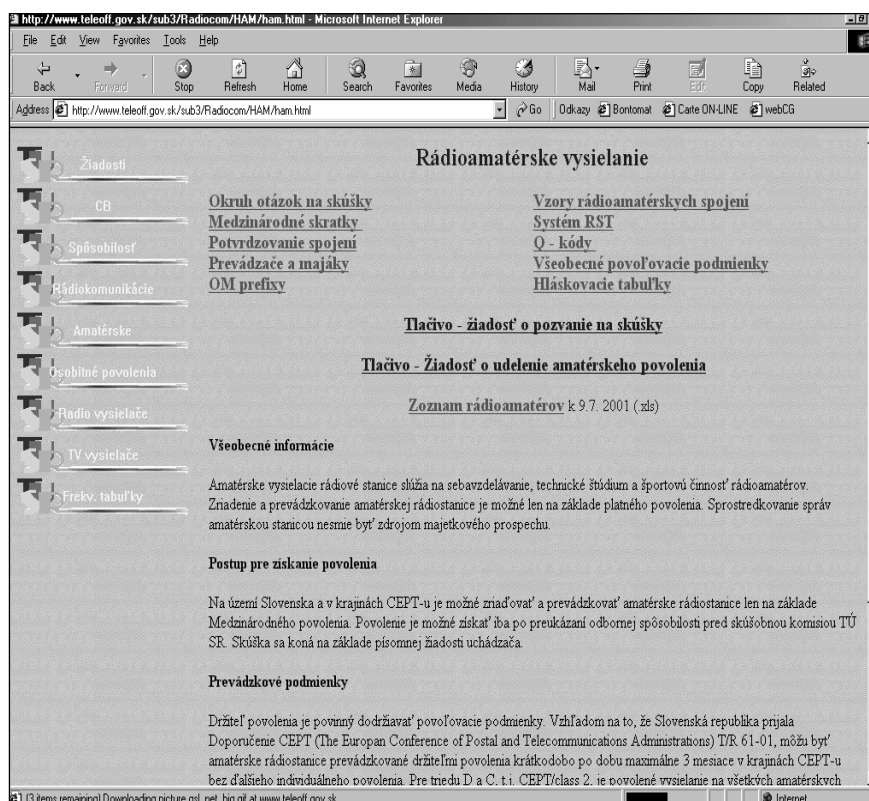 http://www.teleoff.gov.sk/sub3/Radiocom/HAM/ham.html - Microsoft Internet Explorer
File Edit View Favorites Tools Help
Back Forward Stop Refresh Home Search Favorites Media History Mail Print Edit Copy Related
Address http://www.teleoff.gov.sk/sub3/Radiocom/HAM/ham.html Go Odkazy Bontomat Carte ON-LINE webCG
Žiadosti
CB
Spôsobilosť
Rádiokomunikácie
Amatérske
Osobitné povolenia
Radio vysielače
TV vysielače
Frekv. tabuľky
Rádioamatérske vysielanie
Okruh otázok na skúšky
Medzinárodné skratky
Potvrdzovanie spojení
Prevádzače a majáky
OM prefixy
Vzory rádioamatérskych spojení
Systém RST
Q - kódy
Všeobecné povoľovacie podmienky
Hláskovacie tabuľky
Tlačivo - žiadosť o pozvanie na skúšky
Tlačivo - Žiadosť o udelenie amatérskeho povolenia
Zoznam rádioamatérov k 9.7. 2001 (.xls)
Všeobecné informácie
Amatérske vysielacie rádiové stanice slúžia na sebavzdelávanie, technické štúdium a športovú činnosť rádioamatérov.
Zriadenie a prevádzkovanie amatérskej rádiostanice je možné len na základe platného povolenia. Sprostredkovanie správ
amatérskou stanicou nesmie byť zdrojom majetkového prospechu.
Postup pre získanie povolenia
Na území Slovenska a v krajinách CEPT-u je možné zriaďovať a prevádzkovať amatérske rádiostanice len na základe
Medzinárodného povolenia. Povolenie je možné získať iba po preukázaní odbornej spôsobilosti pred skúšobnou komisiou TÚ
SR. Skúška sa koná na základe písomnej žiadosti uchádzača.
Prevádzkové podmienky
Držiteľ povolenia je povinný dodržiavať povoľovacie podmienky. Vzhľadom na to, že Slovenská republika prijala
Doporučenie CEPT (The Europan Conference of Postal and Telecommunications Administrations) T/R 61-01, môžu byť
amatérske rádiostanice prevádzkované držiteľmi povolenia krátkodobo po dobu maximálne 3 mesiace v krajinách CEPT-u
bez ďalšieho individuálneho povolenia. Pre triedu D a C, t.j. CEPT/class 2, je povolené vysielanie na všetkých amatérskych
(3 items remaining) Downloading picture gsl_net_big.gif at www.teleoff.gov.sk Internet